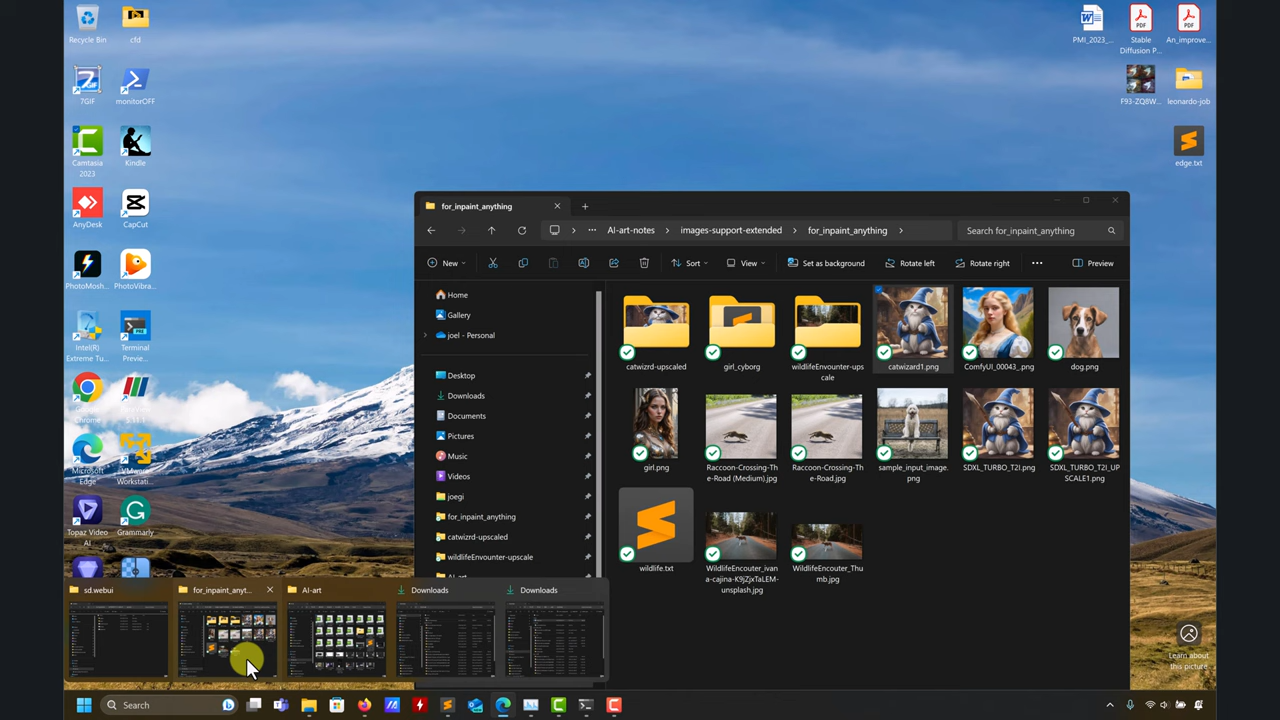 Recycle Bin
cfd
7GIF
monitorOFF
Camtasia
2023
Kindle
AnyDesk
CapCut
PhotoMosh...
PhotoVibra...
Intel(R)
Extreme Tu...
Terminal
Preview...
Microsoft
Edge
VMware
Workstati...
Topaz Video
AI
Grammarly
PMI_2023_...
Stable
Diffusion P...
An_improve...
F93-ZQ8W...
leonardo-job
edge.txt
for_inpaint_anything
AI-art-notes
images-support-extended
for_inpaint_anything
Search for_inpaint_anything
New
Sort
View
Set as background
Rotate left
Rotate right
Preview
Home
Gallery
joel - Personal
Desktop
Downloads
Documents
Pictures
Music
Videos
joegi
for_inpaint_anything
catwizrd-upscaled
wildlifeEnvounter-upscale
catwizrd-upscaled
girl_cyborg
wildlifeEnvounter-ups
cale
catwizard1.png
ComfyUI_00043_.png
dog.png
girl.png
Raccoon-Crossing-Th
e-Road (Medium).jpg
Raccoon-Crossing-Th
e-Road.jpg
sample_input_image.
png
SDXL_TURBO_T2I.png
SDXL_TURBO_T2I_UP
SCALE1.png
wildlife.txt
WildlifeEncouter_ivan
a-cajina-K9jZjxTaLEM-
unsplash.jpg
WildlifeEncouter_Thu
mb.jpg
sd.webui
for_inpaint_anyt...
AI-art
Downloads
Downloads
Learn about
this picture
Search